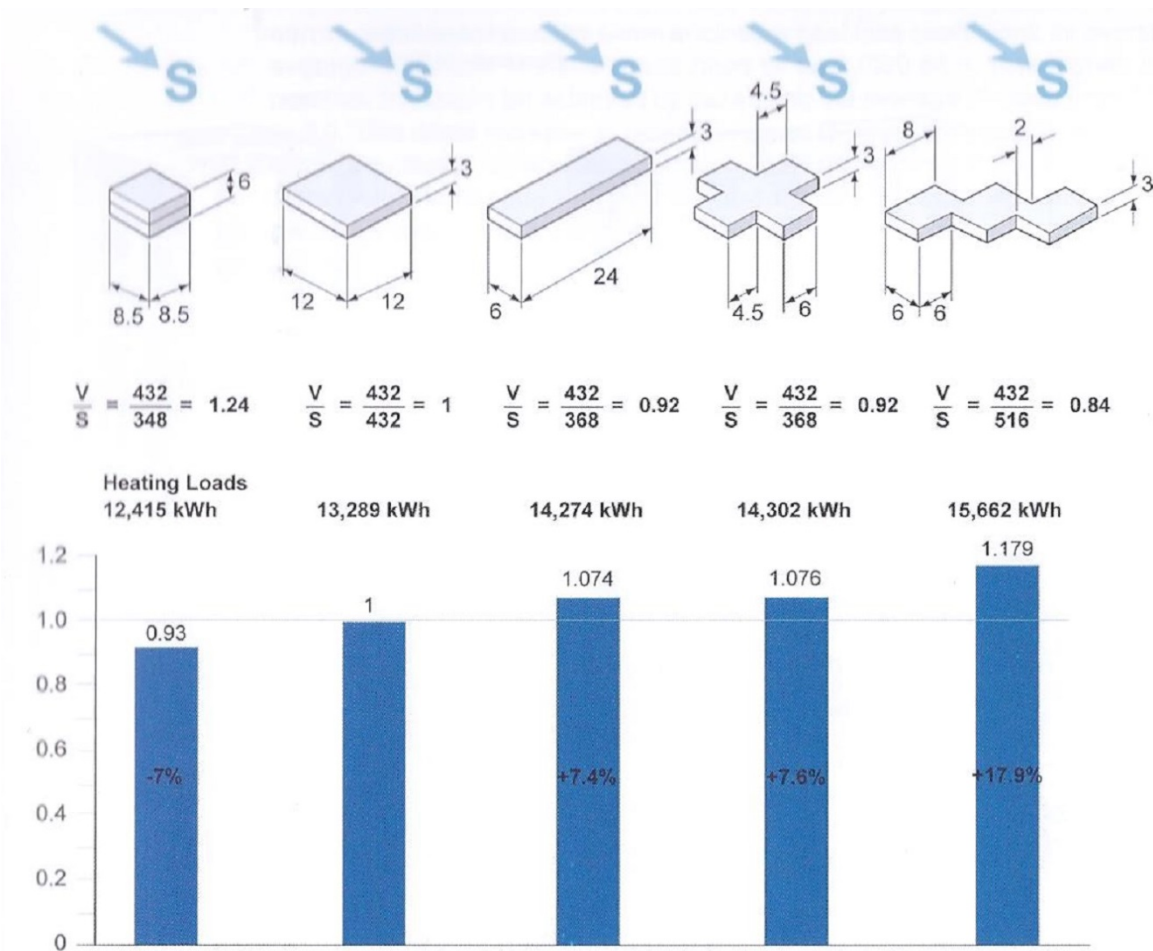 S S S S S
6
8.5 8.5
3
12 12
3
6 24
4.5
3
4.5 6
8 2
3
6 6
V/S = 432/348 = 1.24
V/S = 432/432 = 1
V/S = 432/368 = 0.92
V/S = 432/368 = 0.92
V/S = 432/516 = 0.84
Heating Loads
12,415 kWh 13,289 kWh 14,274 kWh 14,302 kWh 15,662 kWh
1.2
1.0
0.8
0.6
0.4
0.2
0
0.93 1 1.074 1.076 1.179
-7% +7.4% +7.6% +17.9%